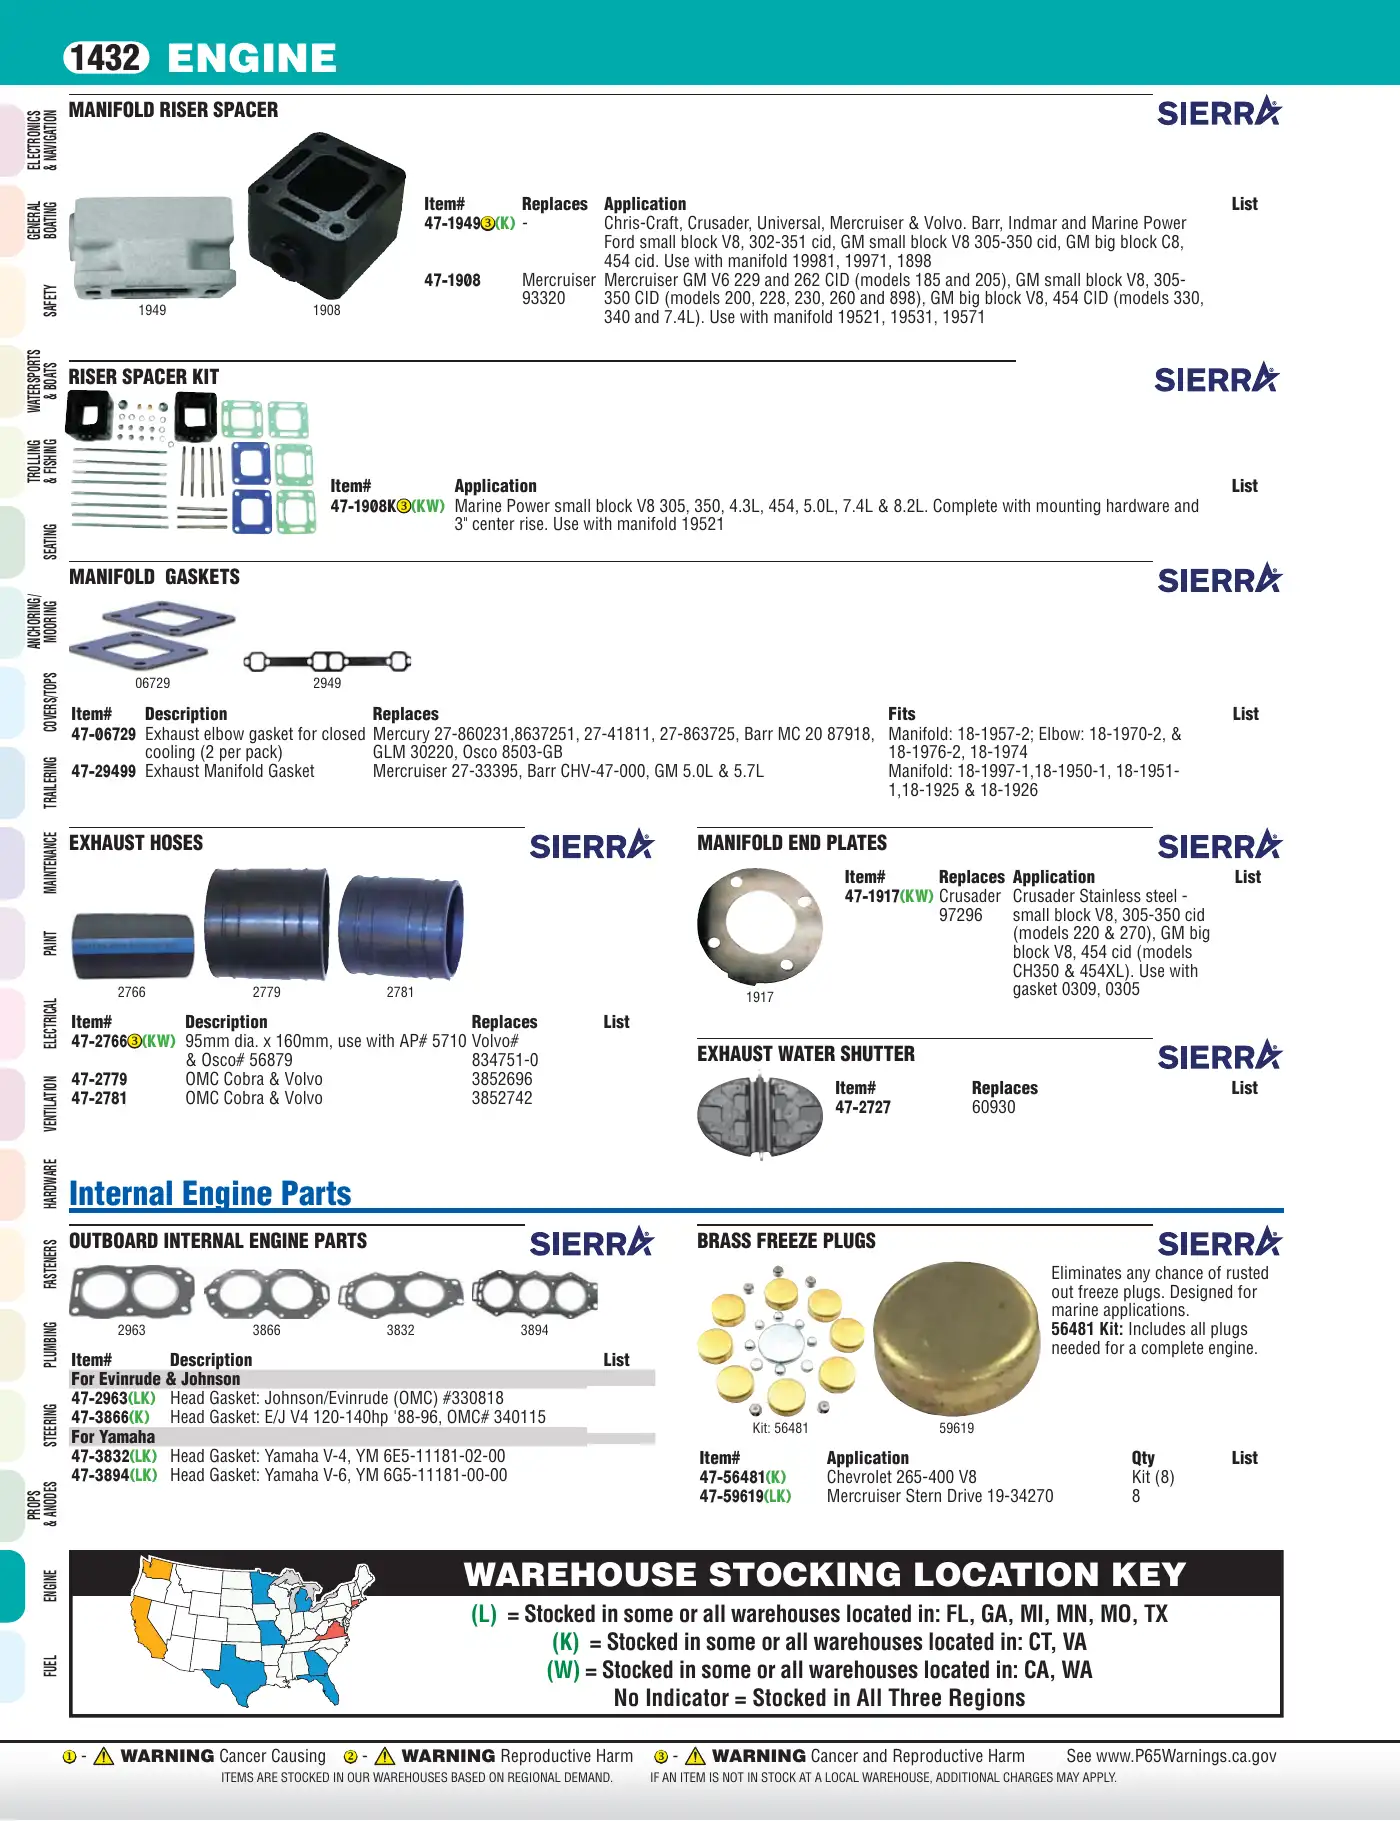 1432 ENGINE
ELECTRONICS
& NAVIGATION
GENERAL
BOATING
SAFETY
WATERSPORTS
& BOATS
TROLLING
& FISHING
SEATING
ANCHORING/
MOORING
COVERS/TOPS
TRAILERING
MAINTENANCE
PAINT
ELECTRICAL
VENTILATION
HARDWARE
FASTENERS
PLUMBING
STEERING
PROPS
& ANODES
ENGINE
FUEL
MANIFOLD RISER SPACER
SIERRA
1949
1908
Item# Replaces Application List
47-1949 3 (K) - Chris-Craft, Crusader, Universal, Mercruiser & Volvo. Barr, Indmar and Marine Power
Ford small block V8, 302-351 cid, GM small block V8 305-350 cid, GM big block C8,
454 cid. Use with manifold 19981, 19971, 1898
47-1908 Mercruiser Mercruiser GM V6 229 and 262 CID (models 185 and 205), GM small block V8, 305-
93320 350 CID (models 200, 228, 230, 260 and 898), GM big block V8, 454 CID (models 330,
340 and 7.4L). Use with manifold 19521, 19531, 19571
RISER SPACER KIT
SIERRA
Item# Application List
47-1908K 3 (KW) Marine Power small block V8 305, 350, 4.3L, 454, 5.0L, 7.4L & 8.2L. Complete with mounting hardware and
3" center rise. Use with manifold 19521
MANIFOLD GASKETS
SIERRA
06729
2949
Item# Description Replaces Fits List
47-06729 Exhaust elbow gasket for closed Mercury 27-860231,8637251, 27-41811, 27-863725, Barr MC 20 87918, Manifold: 18-1957-2; Elbow: 18-1970-2, &
cooling (2 per pack) GLM 30220, Osco 8503-GB 18-1976-2, 18-1974
47-29499 Exhaust Manifold Gasket Mercruiser 27-33395, Barr CHV-47-000, GM 5.0L & 5.7L Manifold: 18-1997-1,18-1950-1, 18-1951-
1,18-1925 & 18-1926
EXHAUST HOSES
SIERRA
2766
2779
2781
Item# Description Replaces List
47-2766 3 (KW) 95mm dia. x 160mm, use with AP# 5710 Volvo#
& Osco# 56879 834751-0
47-2779 OMC Cobra & Volvo 3852696
47-2781 OMC Cobra & Volvo 3852742
MANIFOLD END PLATES
SIERRA
1917
Item# Replaces Application List
47-1917(KW) Crusader Crusader Stainless steel -
97296 small block V8, 305-350 cid
(models 220 & 270), GM big
block V8, 454 cid (models
CH350 & 454XL). Use with
gasket 0309, 0305
EXHAUST WATER SHUTTER
SIERRA
Item# Replaces List
47-2727 60930
Internal Engine Parts
OUTBOARD INTERNAL ENGINE PARTS
SIERRA
2963
3866
3832
3894
Item# Description List
For Evinrude & Johnson
47-2963(LK) Head Gasket: Johnson/Evinrude (OMC) #330818
47-3866(K) Head Gasket: E/J V4 120-140hp '88-96, OMC# 340115
For Yamaha
47-3832(LK) Head Gasket: Yamaha V-4, YM 6E5-11181-02-00
47-3894(LK) Head Gasket: Yamaha V-6, YM 6G5-11181-00-00
BRASS FREEZE PLUGS
SIERRA
Eliminates any chance of rusted
out freeze plugs. Designed for
marine applications.
56481 Kit: Includes all plugs
needed for a complete engine.
Kit: 56481
59619
Item# Application Qty List
47-56481(K) Chevrolet 265-400 V8 Kit (8)
47-59619(LK) Mercruiser Stern Drive 19-34270 8
WAREHOUSE STOCKING LOCATION KEY
(L) = Stocked in some or all warehouses located in: FL, GA, MI, MN, MO, TX
(K) = Stocked in some or all warehouses located in: CT, VA
(W) = Stocked in some or all warehouses located in: CA, WA
No Indicator = Stocked in All Three Regions
1 - WARNING Cancer Causing 2 - WARNING Reproductive Harm 3 - WARNING Cancer and Reproductive Harm See www.P65Warnings.ca.gov
ITEMS ARE STOCKED IN OUR WAREHOUSES BASED ON REGIONAL DEMAND. IF AN ITEM IS NOT IN STOCK AT A LOCAL WAREHOUSE, ADDITIONAL CHARGES MAY APPLY.